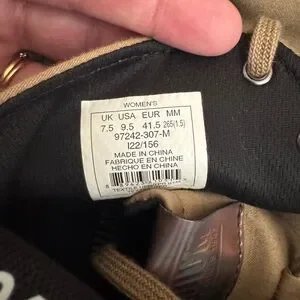 WOMEN'S
UK USA EUR MM
7.5 9.5 41.5 265(1.5)
97242-307-M
I22/156
MADE IN CHINA
FABRIQUE EN CHINE
HECHO EN CHINA